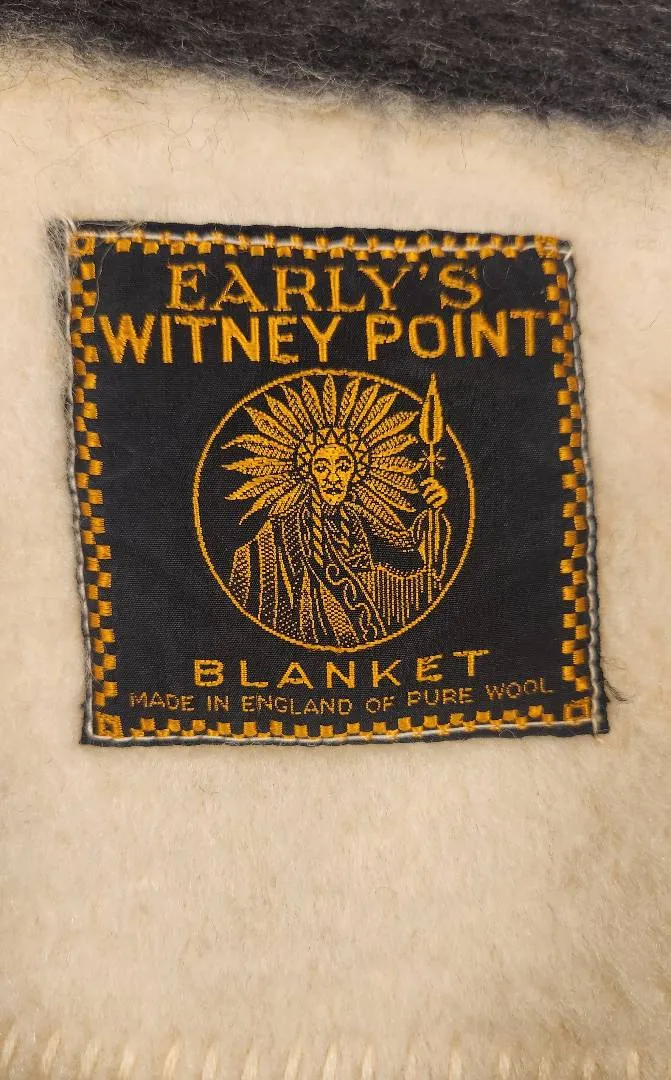 EARLY'S
WITNEY POINT
BLANKET
MADE IN ENGLAND OF PURE WOOL